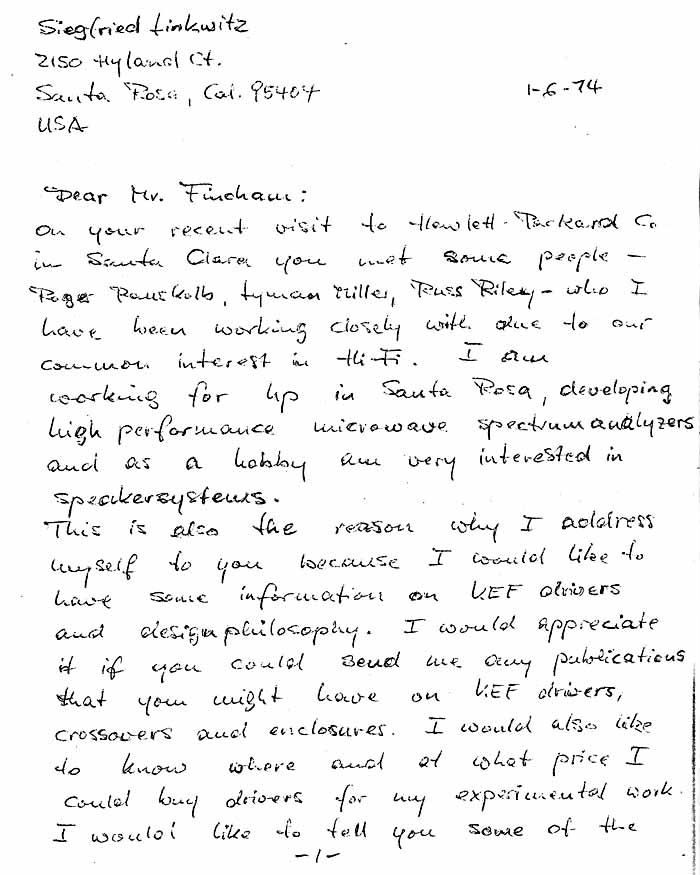 Siegfried Linkwitz
2150 Hyland Ct.
Santa Rosa, Cal. 95404
1-6-74
USA
Dear Mr. Fincham:
On your recent visit to Hewlett-Packard Co
in Santa Clara you met some people –
Roger Rauskolb, Lyman Miller, Russ Riley – who I
have been working closely with due to our
common interest in Hi-Fi. I am
working for hp in Santa Rosa, developing
high performance microwave spectrum analyzers
and as a hobby am very interested in
speakersystems.
This is also the reason why I address
myself to you because I would like to
have some information on KEF drivers
and designphilosophy. I would appreciate
it if you could send me any publications
that you might have on KEF drivers,
crossovers and enclosures. I would also like
to know where and at what price I
could buy drivers for my experimental work.
I would like to tell you some of the
-1-